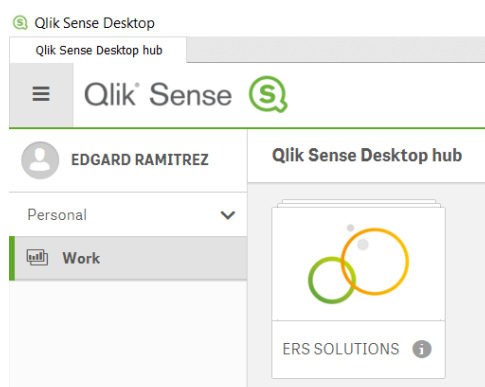 Qlik Sense Desktop
Qlik Sense Desktop hub
Qlik Sense
EDGARD RAMITREZ
Qlik Sense Desktop hub
Personal
Work
ERS SOLUTIONS